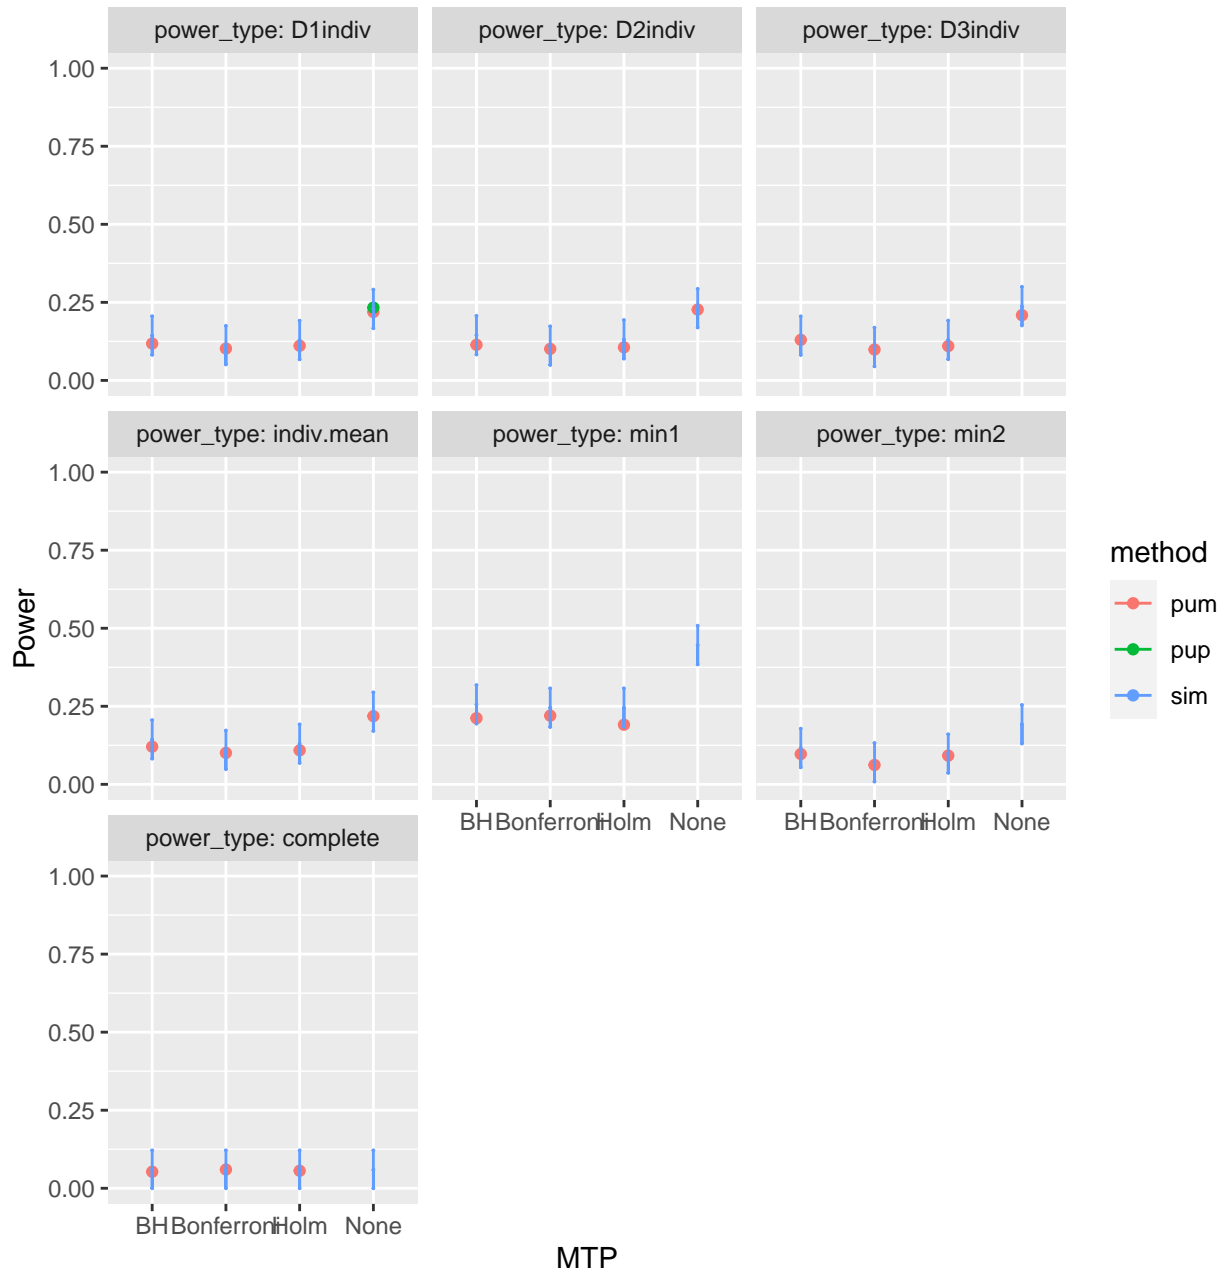 power_type: D1indiv power_type: D2indiv power_type: D3indiv
1.00
0.75
0.50
0.25
0.00
power_type: indiv.mean power_type: min1 power_type: min2
1.00
0.75
0.50
0.25
0.00
BH Bonferroni Holm None BH Bonferroni Holm None
power_type: complete
1.00
0.75
0.50
0.25
0.00
BH Bonferroni Holm None
MTP
Power
method
pum
pup
sim